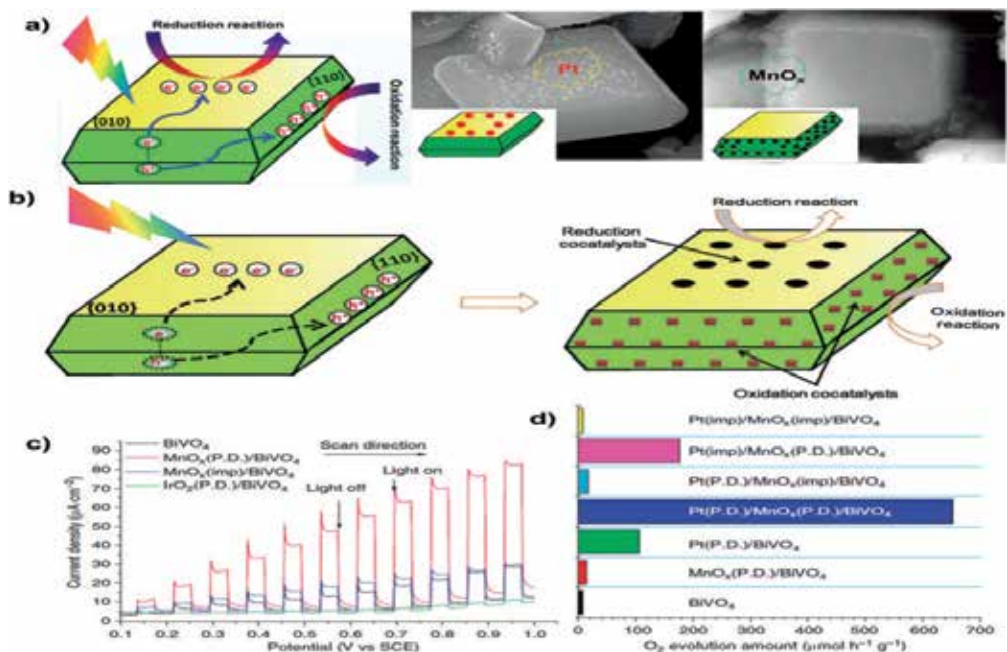 a)
Reduction reaction
{010}
{110}
Oxidation reaction
e⁻ e⁻ e⁻ e⁻
e⁻
h⁺
h⁺ h⁺ h⁺ h⁺
Pt
MnOₓ
b)
{010}
{110}
e⁻ e⁻ e⁻ e⁻
e⁻
h⁺
h⁺ h⁺ h⁺ h⁺
Reduction reaction
Reduction
cocatalysts
Oxidation
reaction
Oxidation cocatalysts
c)
BiVO₄
MnOₓ(P.D.)/BiVO₄
MnOₓ(imp)/BiVO₄
IrO₂(P.D.)/BiVO₄
Scan direction
Light on
Light off
Current density (μA·cm⁻²)
90
80
70
60
50
40
30
20
10
0
0.1 0.2 0.3 0.4 0.5 0.6 0.7 0.8 0.9 1.0
Potential (V vs SCE)
d)
Pt(imp)/MnOₓ(imp)/BiVO₄
Pt(imp)/MnOₓ(P.D.)/BiVO₄
Pt(P.D.)/MnOₓ(imp)/BiVO₄
Pt(P.D.)/MnOₓ(P.D.)/BiVO₄
Pt(P.D.)/BiVO₄
MnOₓ(P.D.)/BiVO₄
BiVO₄
0 100 200 300 400 500 600 700
O₂ evolution amount (μmol h⁻¹ g⁻¹)